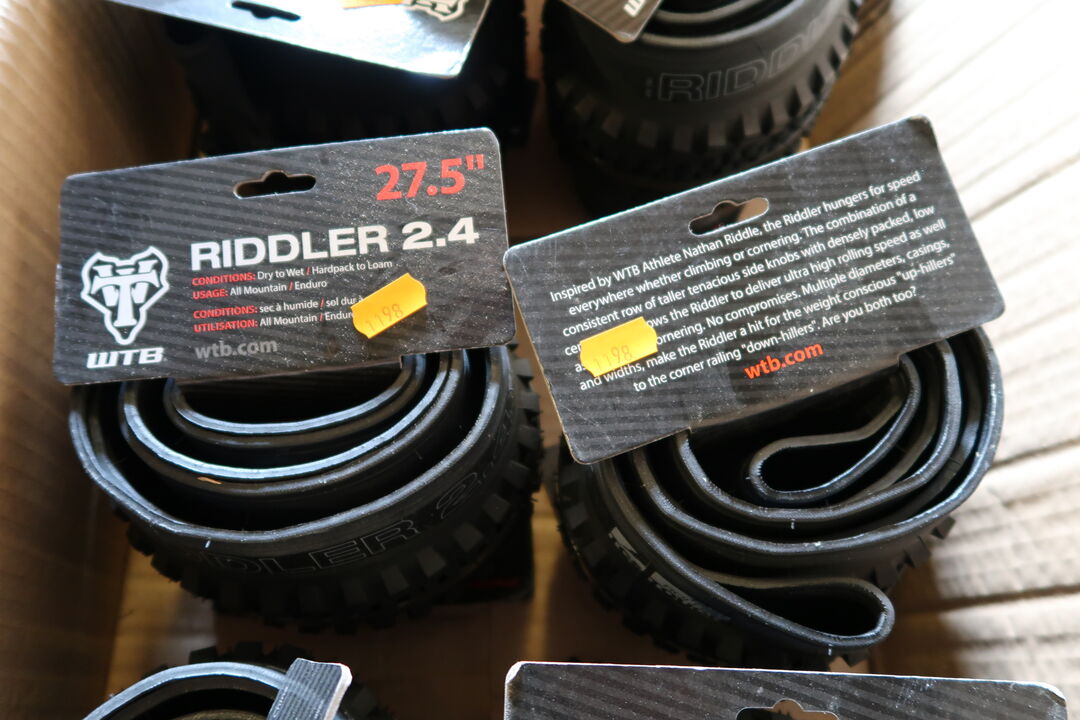 RIDD
27.5"
RIDDLER 2.4
CONDITIONS: Dry to Wet / Hardpack to Loam
USAGE: All Mountain / Enduro
CONDITIONS: sec à humide / sol dur à
UTILISATION: All Mountain / Enduro
1198
WTB
wtb.com
DLER 2.4
Inspired by WTB Athlete Nathan Riddle, the Riddler hungers for speed
everywhere whether climbing or cornering. The combination of a
consistent row of taller tenacious side knobs with densely packed, low
ows the Riddler to deliver ultra high rolling speed as well
ornering. No compromises. Multiple diameters, casings,
and widths, make the Riddler a hit for the weight conscious "up-hillers"
to the corner railing "down-hillers". Are you both too?
1198
wtb.com